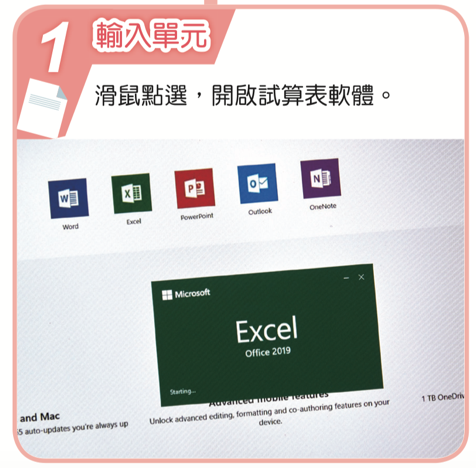 1
輸入單元
滑鼠點選，開啟試算表軟體。
Word
Excel
PowerPoint
Outlook
OneNote
Microsoft
Excel
Office 2019
Starting...
Advanced mobile features
and Mac
65 auto-updates you're always up
Unlock advanced editing, formatting and co-authoring features on your
device.
1 TB OneDriv